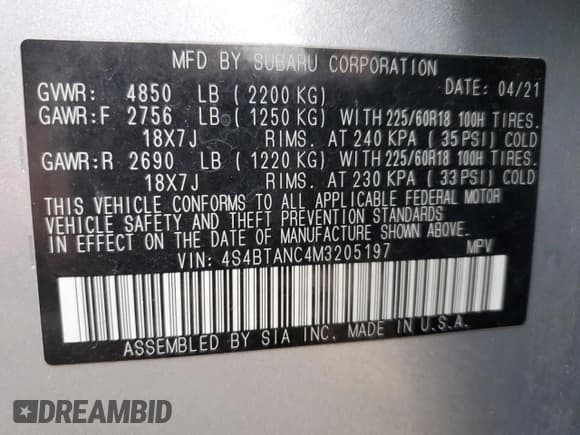 MFD BY SUBARU CORPORATION
GVWR: 4850 LB (2200 KG) DATE: 04/21
GAWR:F 2756 LB (1250 KG) WITH 225/60R18 100H TIRES.
18X7J RIMS. AT 240 KPA (35 PSI) COLD
GAWR:R 2690 LB (1220 KG) WITH 225/60R18 100H TIRES.
18X7J RIMS. AT 230 KPA (33 PSI) COLD
THIS VEHICLE CONFORMS TO ALL APPLICABLE FEDERAL MOTOR
VEHICLE SAFETY AND THEFT PREVENTION STANDARDS
IN EFFECT ON THE DATE OF MANUFACTURE SHOWN ABOVE.
VIN: 4S4BTANC4M3205197 MPV
ASSEMBLED BY SIA INC. MADE IN U.S.A.
DREAMBID